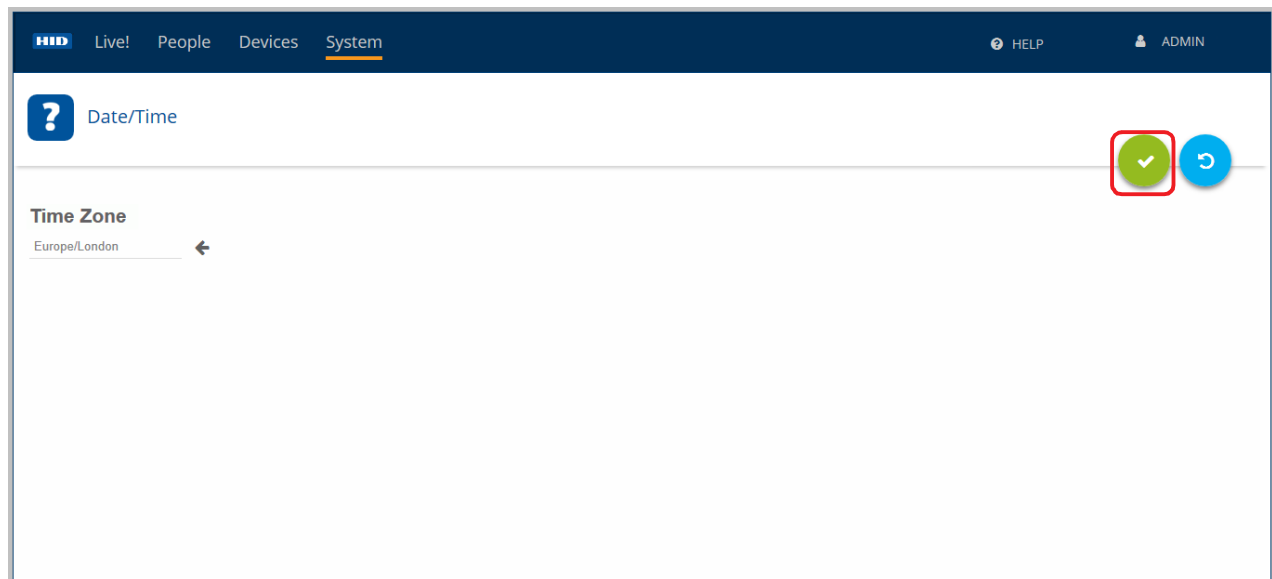 HID Live! People Devices System HELP ADMIN
Date/Time
Time Zone
Europe/London